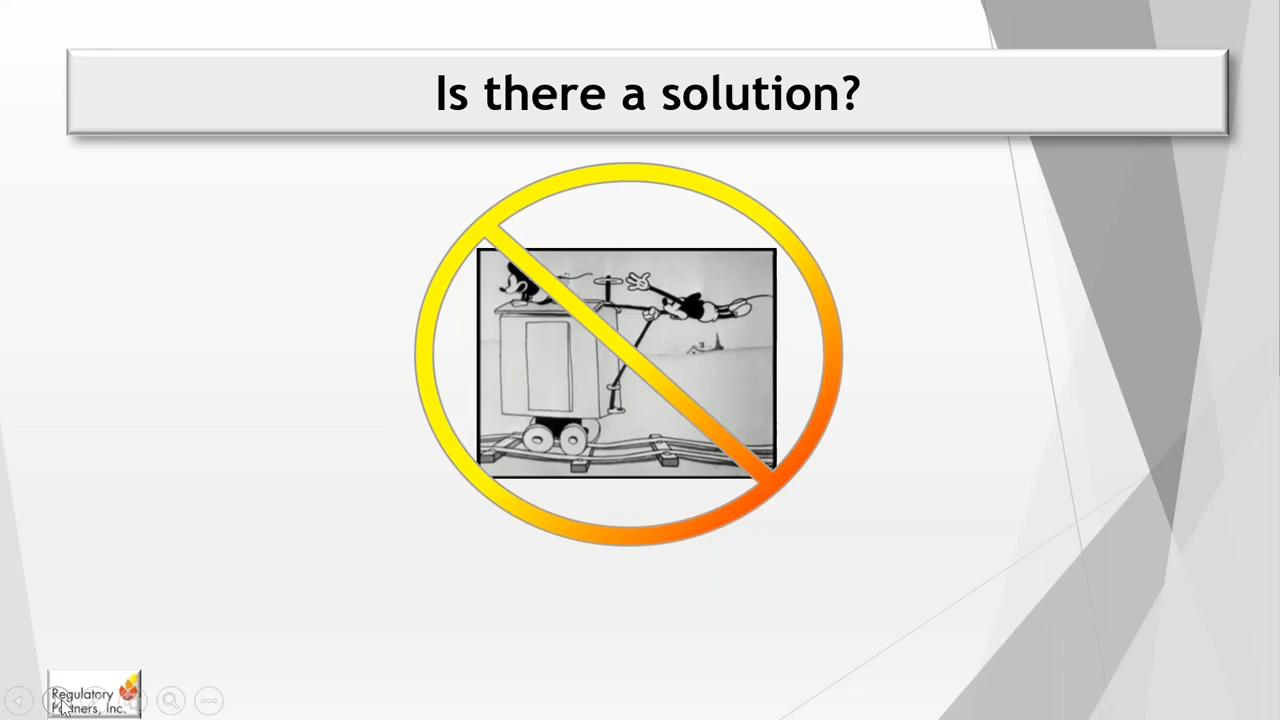 Is there a solution?
Regulatory
Partners, Inc.